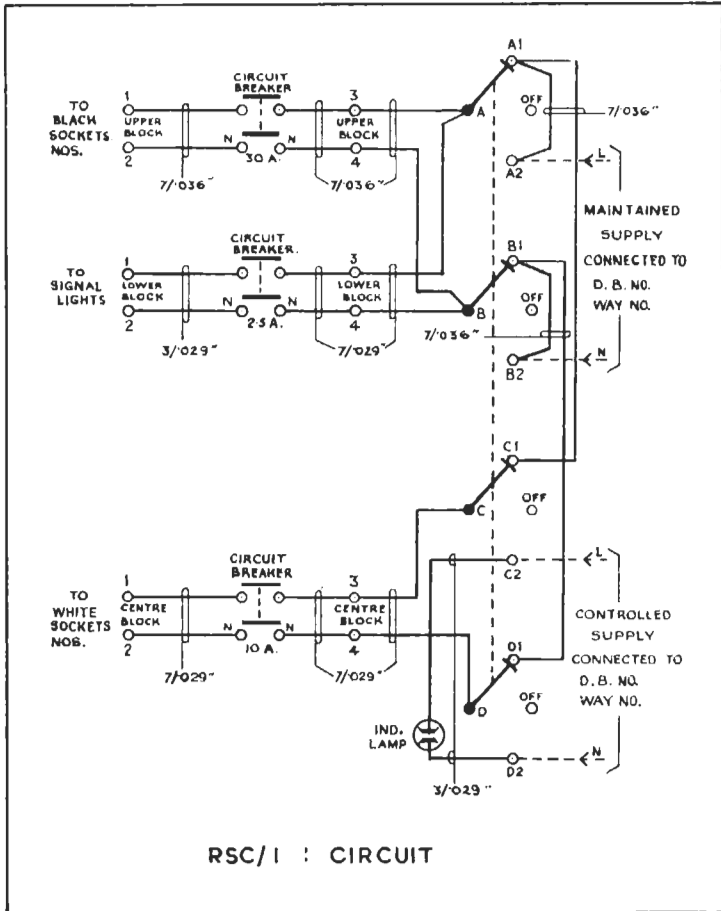 A1
CIRCUIT
BREAKER
TO
BLACK
SOCKETS
NOS.
1
UPPER
BLOCK
2
N
30 A.
N
3
UPPER
BLOCK
4
7/·036"
7/·036"
A
OFF
7/·036"
A2
L
MAINTAINED
SUPPLY
CONNECTED TO
D. B. NO.
WAY NO.
CIRCUIT
BREAKER.
TO
SIGNAL
LIGHTS
1
LOWER
BLOCK
2
N
2·5 A.
N
3
LOWER
BLOCK
4
3/·029"
7/·029"
B1
OFF
B
7/·036"
B2
N
C1
OFF
C
C2
L
CIRCUIT
BREAKER
TO
WHITE
SOCKETS
NOS.
1
CENTRE
BLOCK
2
N
10 A.
N
3
CENTRE
BLOCK
4
7/·029"
7/·029"
CONTROLLED
SUPPLY
CONNECTED TO
D. B. NO.
WAY NO.
D1
OFF
D
IND.
LAMP
N
D2
3/·029"
RSC/1 : CIRCUIT